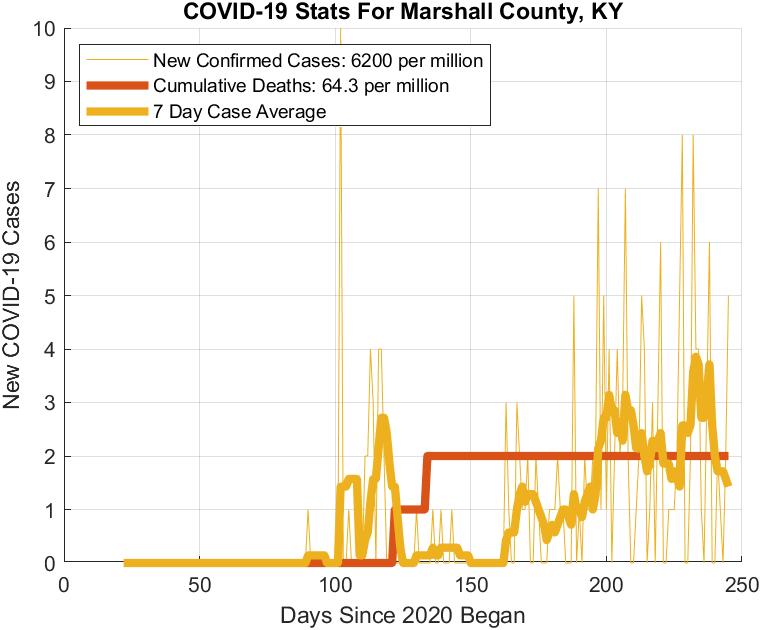 COVID-19 Stats For Marshall County, KY
New Confirmed Cases: 6200 per million
Cumulative Deaths: 64.3 per million
7 Day Case Average
New COVID-19 Cases
10
9
8
7
6
5
4
3
2
1
0
0 50 100 150 200 250
Days Since 2020 Began